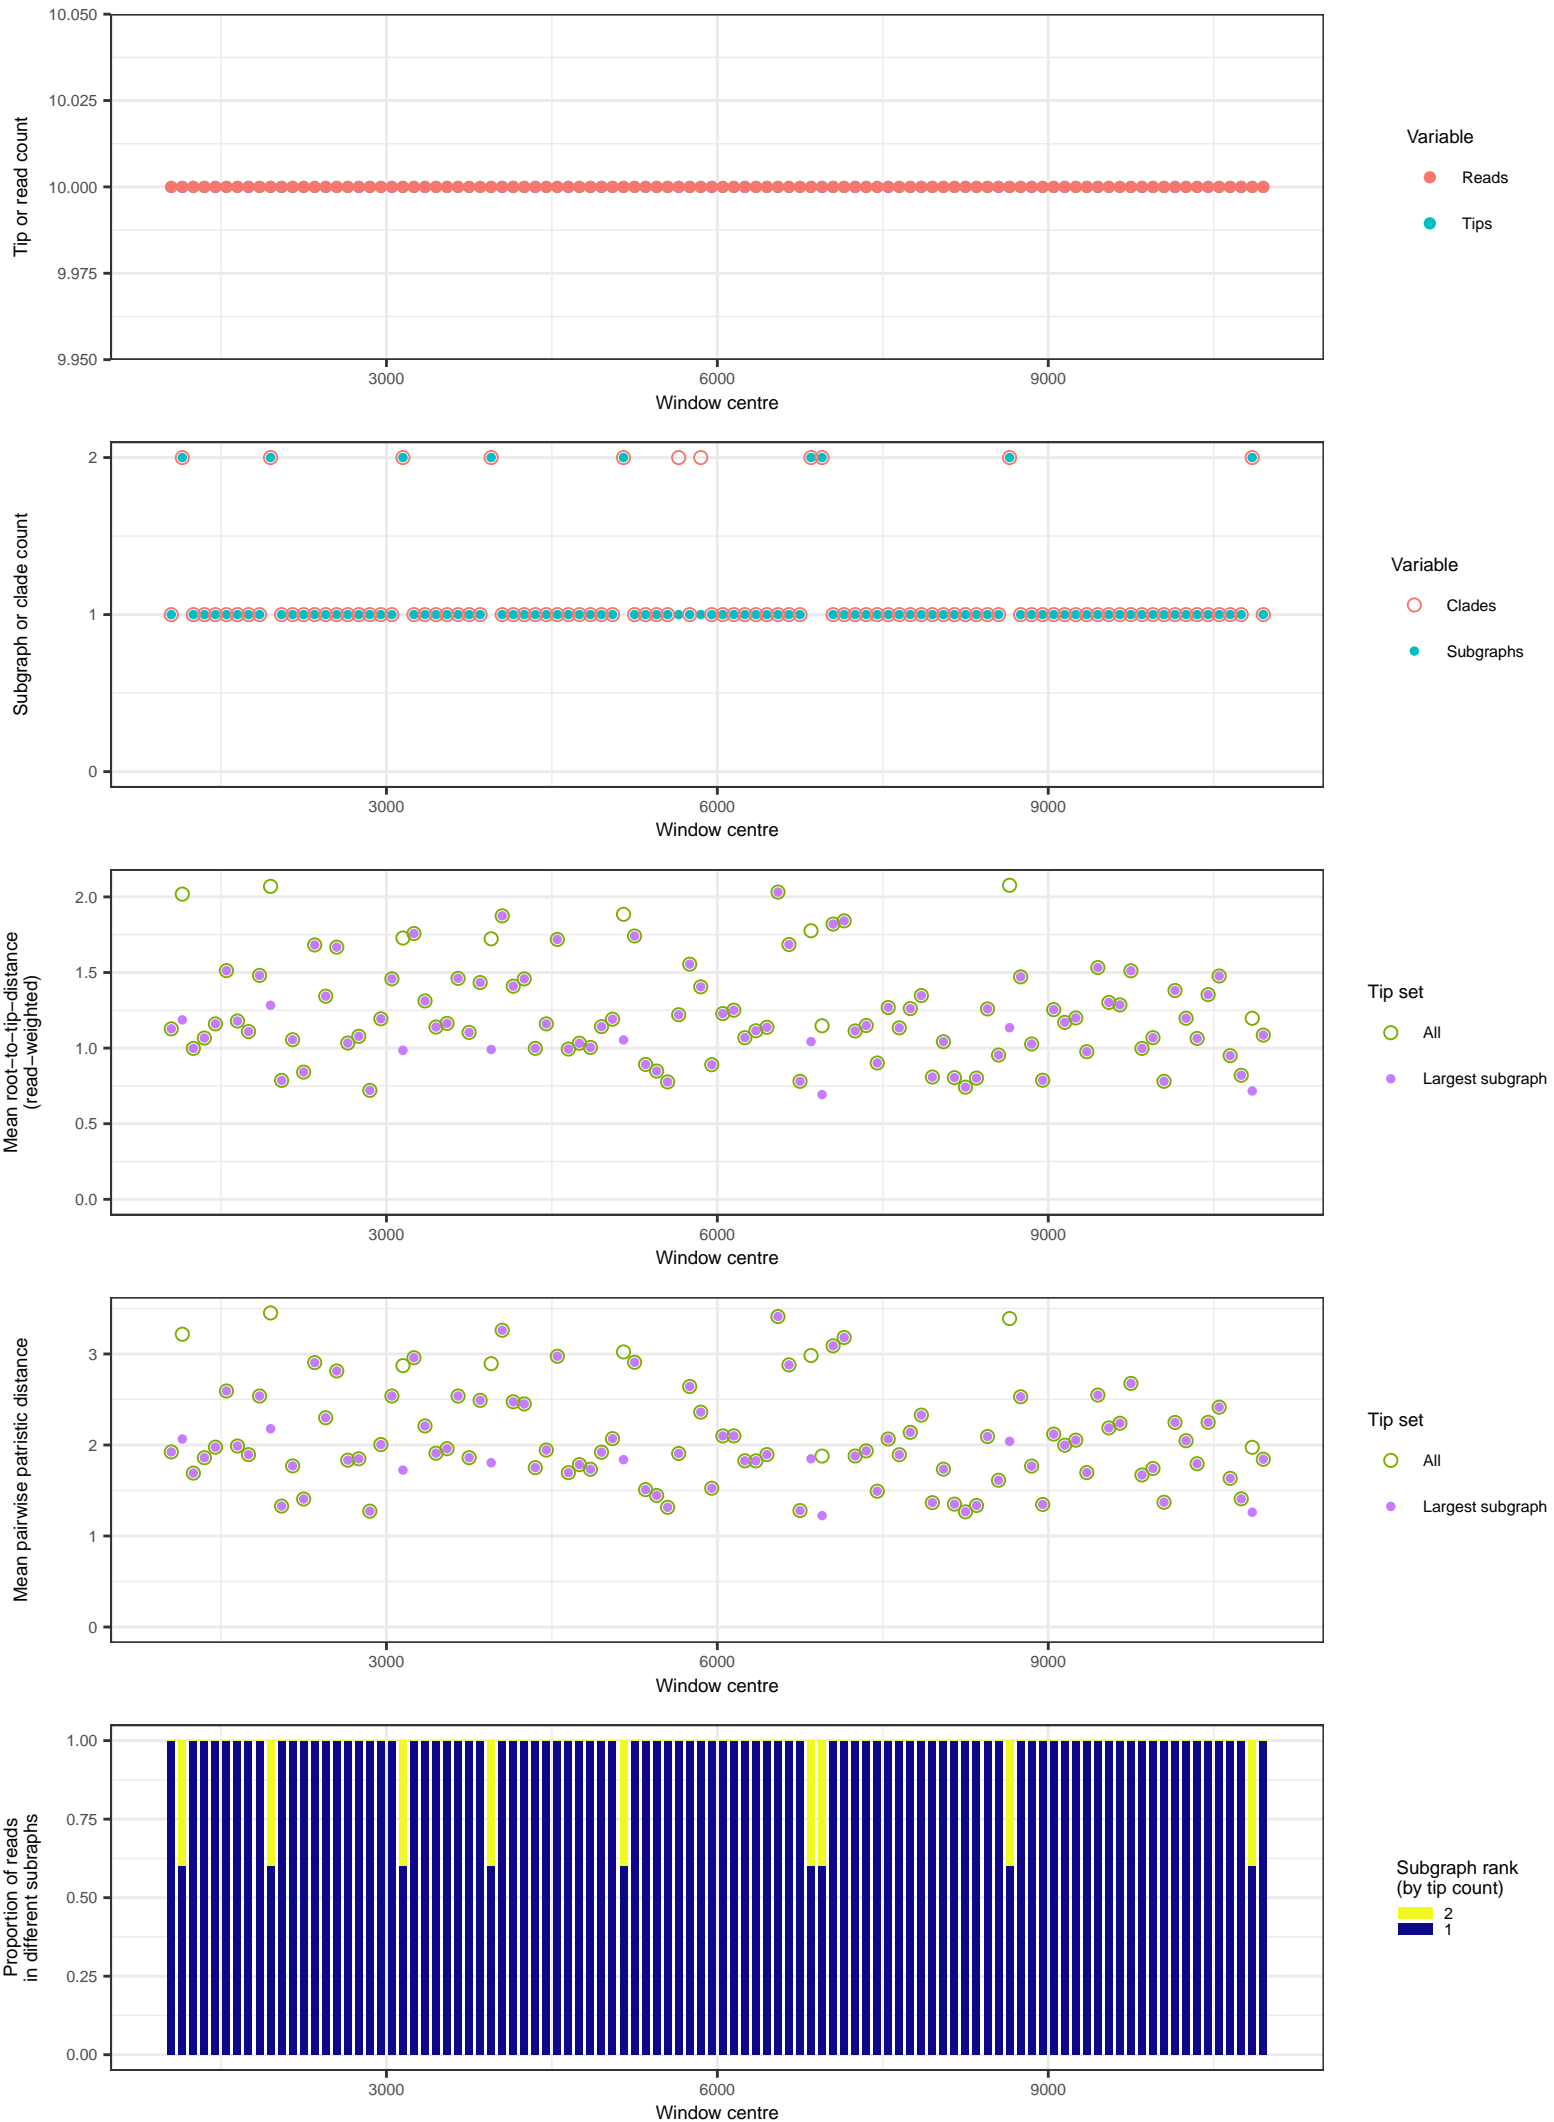 10.050
10.025
10.000
9.975
9.950
Tip or read count
3000 6000 9000
Window centre
Variable
Reads
Tips
2
1
0
Subgraph or clade count
3000 6000 9000
Window centre
Variable
Clades
Subgraphs
2.0
1.5
1.0
0.5
0.0
Mean root−to−tip−distance
(read−weighted)
3000 6000 9000
Window centre
Tip set
All
Largest subgraph
3
2
1
0
Mean pairwise patristic distance
3000 6000 9000
Window centre
Tip set
All
Largest subgraph
1.00
0.75
0.50
0.25
0.00
Proportion of reads
in different subraphs
3000 6000 9000
Window centre
Subgraph rank
(by tip count)
2
1